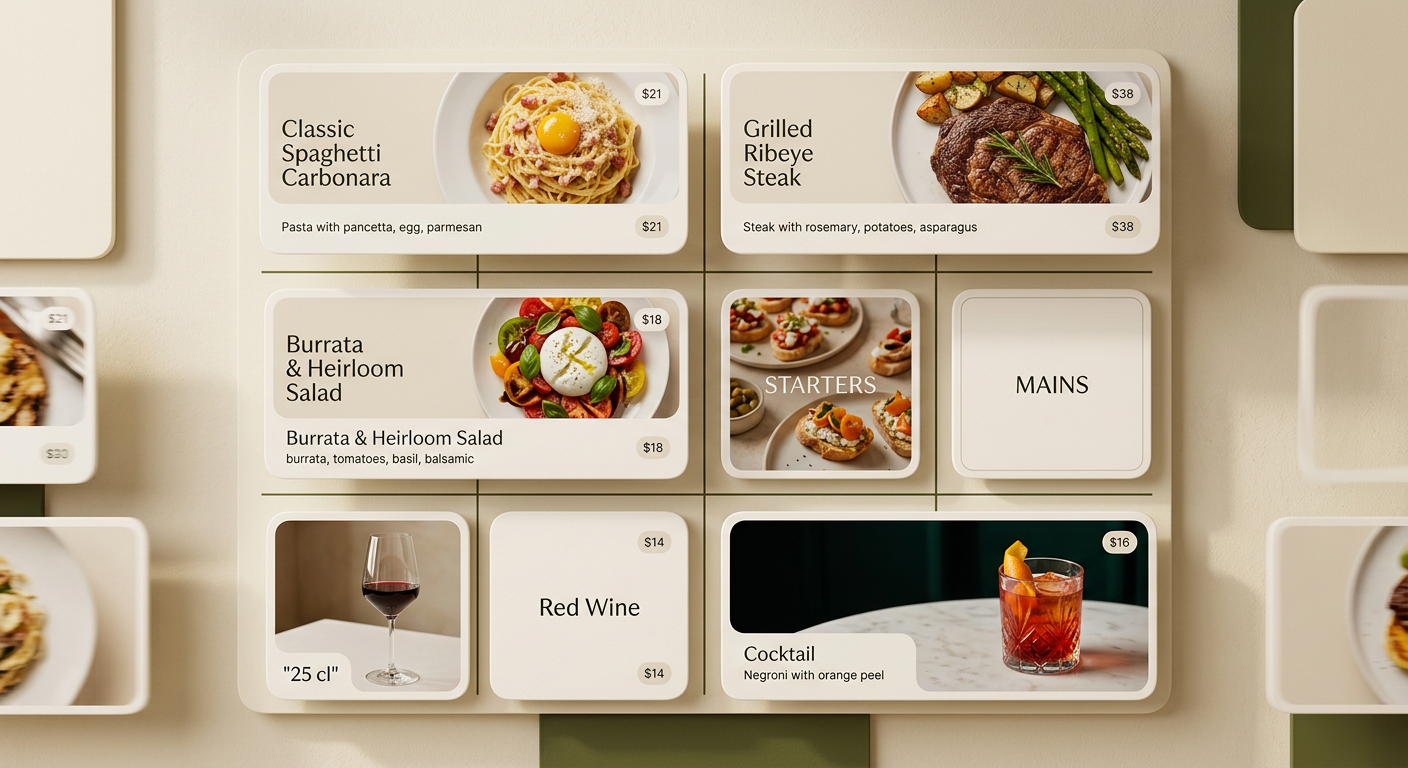 Classic
Spaghetti
Carbonara
$21
Pasta with pancetta, egg, parmesan
$21
Grilled
Ribeye
Steak
$38
Steak with rosemary, potatoes, asparagus
$38
Burrata
& Heirloom
Salad
$18
Burrata & Heirloom Salad
burrata, tomatoes, basil, balsamic
$18
STARTERS
MAINS
"25 cl"
$14
Red Wine
$14
$16
Cocktail
Negroni with orange peel